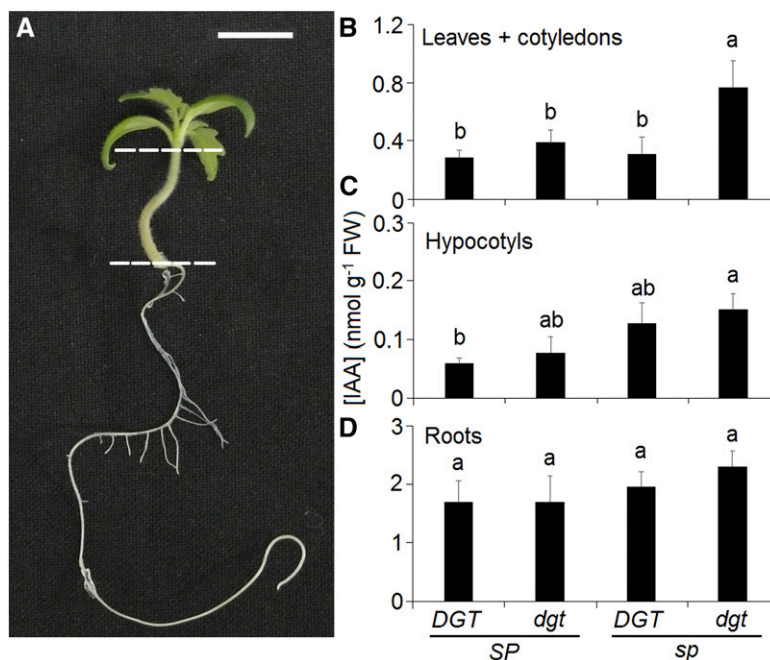 A
B
Leaves + cotyledons
1.2
0.8
0.4
0
b
b
b
a
C
Hypocotyls
0.3
0.2
0.1
0
b
ab
ab
a
[IAA] (nmol g⁻¹ FW)
D
Roots
3
2
1
0
a
a
a
a
DGT dgt DGT dgt
SP sp